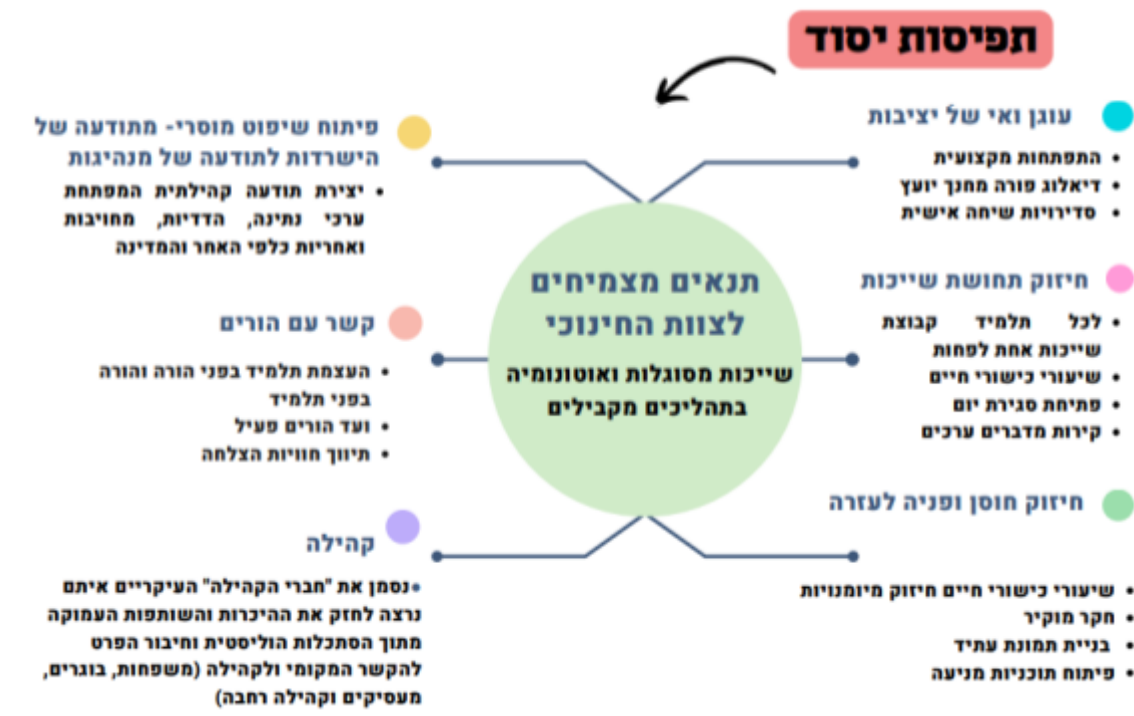 תפיסות יסוד
עוגן ואי של יציבות
• התפתחות מקצועית
• דיאלוג פורה מחנך יועץ
• סדירויות שיחה אישית
חיזוק תחושת שייכות
• לכל תלמיד קבוצת
שייכות אחת לפחות
• שיעורי כישורי חיים
• פתיחת סגירת יום
• קירות מדברים ערכים
חיזוק חוסן ופניה לעזרה
• שיעורי כישורי חיים חיזוק מיומנויות
• חקר מוקיר
• בניית תמונת עתיד
• פיתוח תוכניות מניעה
תנאים מצמיחים
לצוות החינוכי
שייכות מסוגלות ואוטונומיה
בתהליכים מקבילים
פיתוח שיפוט מוסרי- מתודעה של
הישרדות לתודעה של מנהיגות
• יצירת תודעה קהילתית המפתחת
ערכי נתינה, הדדיות, מחויבות
ואחריות כלפי האחר והמדינה
קשר עם הורים
• העצמת תלמיד בפני הורה והורה
בפני תלמיד
• ועד הורים פעיל
• תיווך חוויות הצלחה
קהילה
•נסמן את "חברי הקהילה" העיקריים איתם
נרצה לחזק את ההיכרות והשותפות העמוקה
מתוך הסתכלות הוליסטית וחיבור הפרט
להקשר המקומי ולקהילה (משפחות, בוגרים,
מעסיקים וקהילה רחבה)